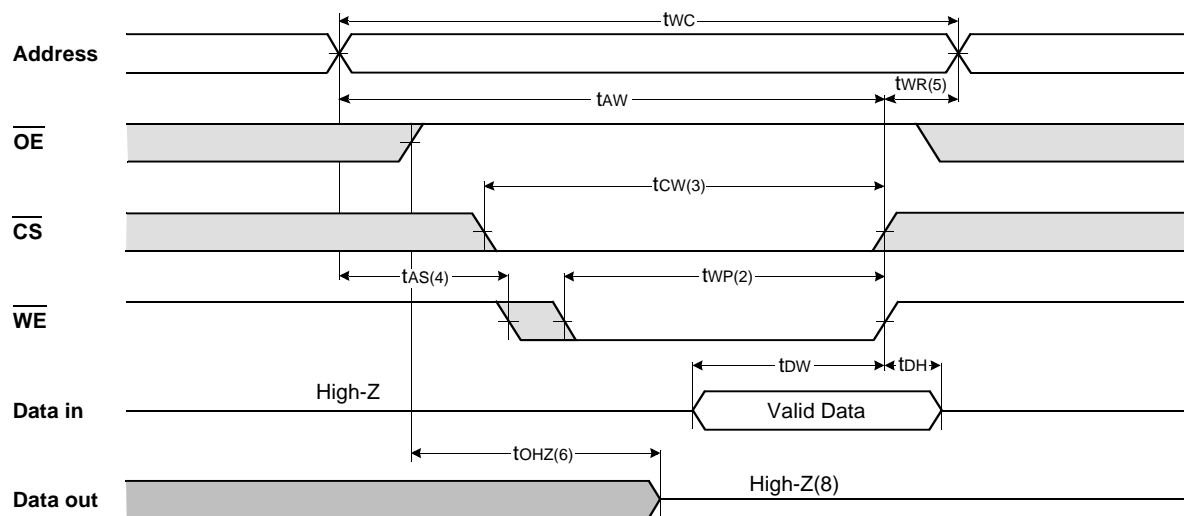 tWC
Address
tAW
tWR(5)
OE
tCW(3)
CS
tAS(4)
tWP(2)
WE
tDW
tDH
High-Z
Data in
Valid Data
tOHZ(6)
High-Z(8)
Data out